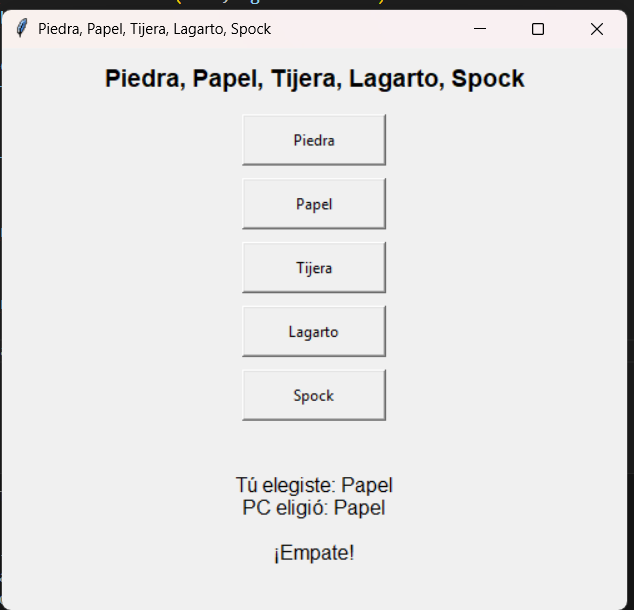 Piedra, Papel, Tijera, Lagarto, Spock
Piedra, Papel, Tijera, Lagarto, Spock
Piedra
Papel
Tijera
Lagarto
Spock
Tú elegiste: Papel
PC eligió: Papel
¡Empate!